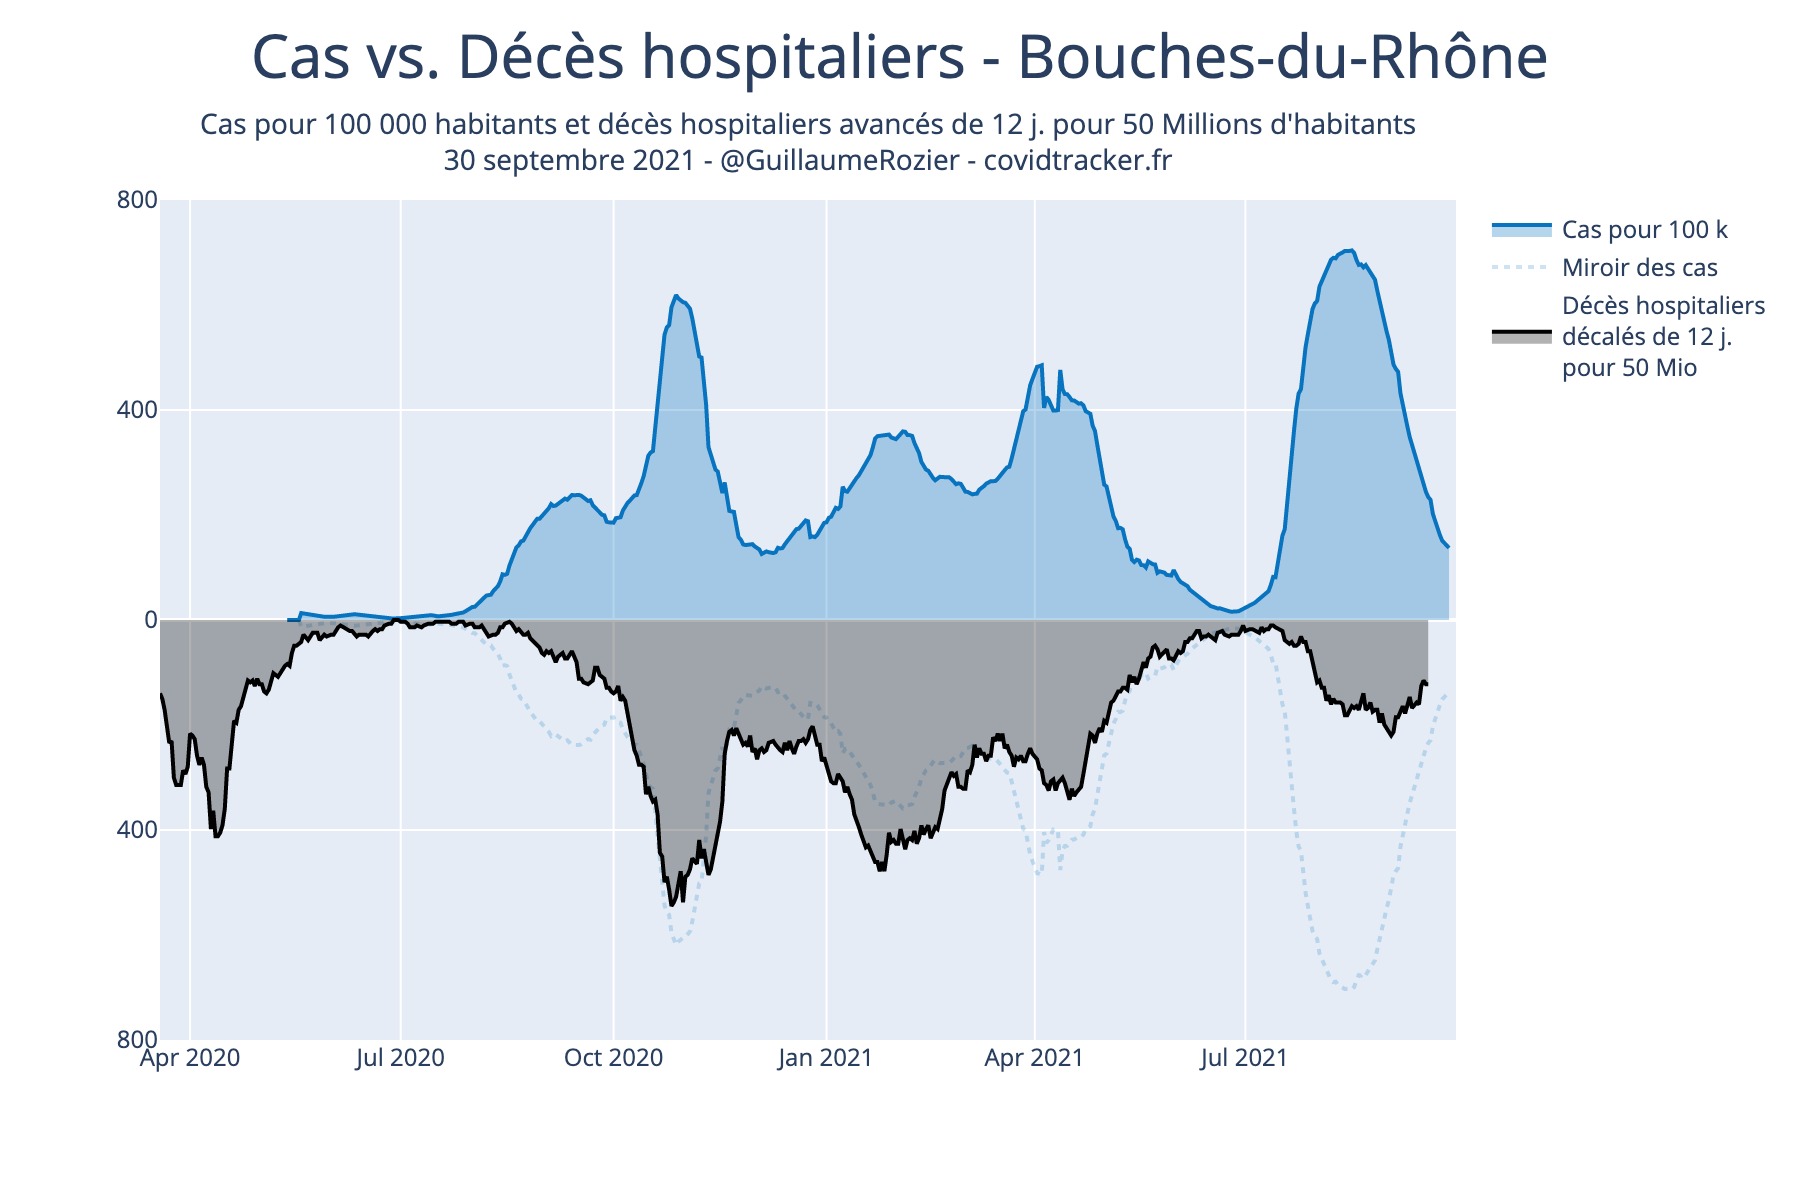 Cas vs. Décès hospitaliers - Bouches-du-Rhône
Cas pour 100 000 habitants et décès hospitaliers avancés de 12 j. pour 50 Millions d'habitants
30 septembre 2021 - @GuillaumeRozier - covidtracker.fr
800
400
0
400
800
Apr 2020
Jul 2020
Oct 2020
Jan 2021
Apr 2021
Jul 2021
Cas pour 100 k
Miroir des cas
Décès hospitaliers
décalés de 12 j.
pour 50 Mio